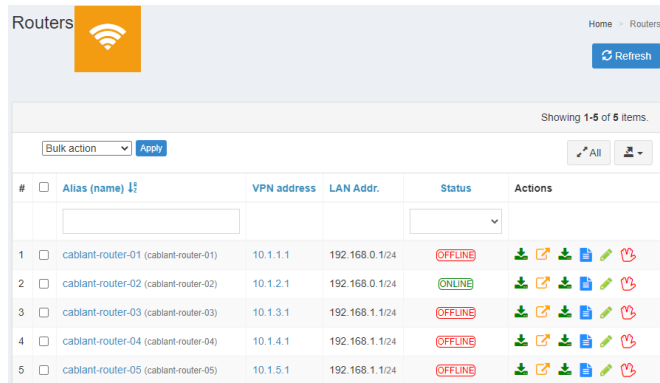 Routers
Home > Routers
Refresh
Showing 1-5 of 5 items.
Bulk action Apply
All
# Alias (name) VPN address LAN Addr. Status Actions
1 cablant-router-01 (cablant-router-01) 10.1.1.1 192.168.0.1/24 OFFLINE
2 cablant-router-02 (cablant-router-02) 10.1.2.1 192.168.0.1/24 ONLINE
3 cablant-router-03 (cablant-router-03) 10.1.3.1 192.168.1.1/24 OFFLINE
4 cablant-router-04 (cablant-router-04) 10.1.4.1 192.168.1.1/24 OFFLINE
5 cablant-router-05 (cablant-router-05) 10.1.5.1 192.168.1.1/24 OFFLINE